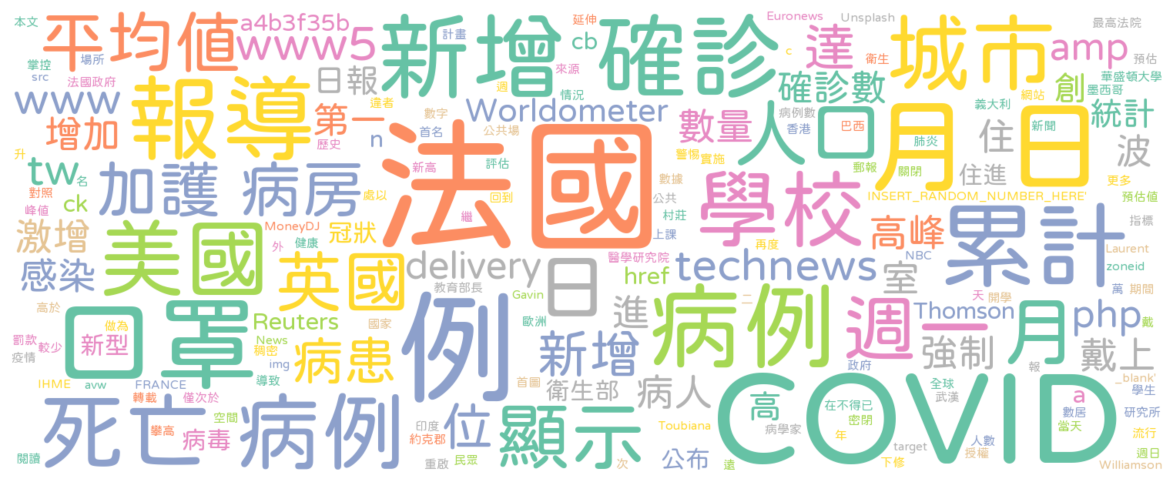 本文
平均值
a4b3f35b
www5
計畫
延伸
cb
新增
確診
Euronews
Unsplash
達
城市
最高法院
amp
預估
掌控
場所
src
法國政府
日報
來源
情況
週
Worldometer
確診數
c
衛生
網站
創
華盛頓大學
墨西哥
統計
www
報導
第一
達者
數字
首名
公共場
數量
病例數
香港
人口
巴西
義大利
月
日
新聞
住
波
增加
n
歷史
升
tw
名
加護
病房
新高
評估
法國
警惕
實施
郵報
關閉
肺炎
住進
更多
對照
處以
回到
數據
公共
INSERT_RANDOM_NUMBER_HERE'
預估值
峰值
ck
美國
MoneyDJ
冠狀
繼
村莊
上課
學校
高峰
累計
指標
激增
外
健康
英國
delivery
日
醫學研究院
再度
NBC
Laurent
感染
教育部長
href
technews
室
zoneid
Gavin
進
天
開學
萬
期間
高於
口罩
做為
新型
Reuters
國家
例
歐洲
二
病例
週一
Thomson
月
php
罰款
較少
疫情
News
稠密
病患
新增
強制
戴
戴上
img
導致
政府
報
IHME
avw
FRANCE
轉載
僅次於
首圖
衛生部
病人
COVID
全球
武漢
_blank'
學生
a
死亡
病例
空間
印度
約克郡
位
顯示
高
在不得已
密閉
數居
當天
研究所
攀高
病毒
Toubiana
病學家
年
流行
閱讀
重啟
民眾
次
公布
遠
target
下修
人數
授權
週日
Williamson